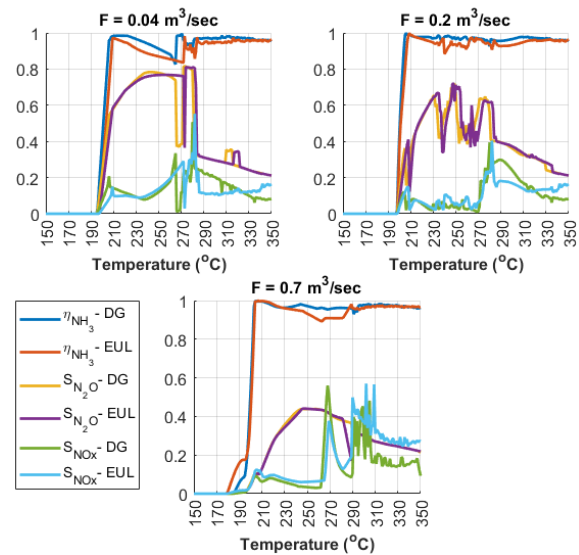 F = 0.04 m³/sec
1
0.8
0.6
0.4
0.2
0
150 170 190 210 230 250 270 290 310 330 350
Temperature (°C)
F = 0.2 m³/sec
1
0.8
0.6
0.4
0.2
0
150 170 190 210 230 250 270 290 310 330 350
Temperature (°C)
η_NH₃ - DG
η_NH₃ - EUL
S_N₂O - DG
S_N₂O - EUL
S_NOx - DG
S_NOx - EUL
F = 0.7 m³/sec
1
0.8
0.6
0.4
0.2
0
150 170 190 210 230 250 270 290 310 330 350
Temperature (°C)